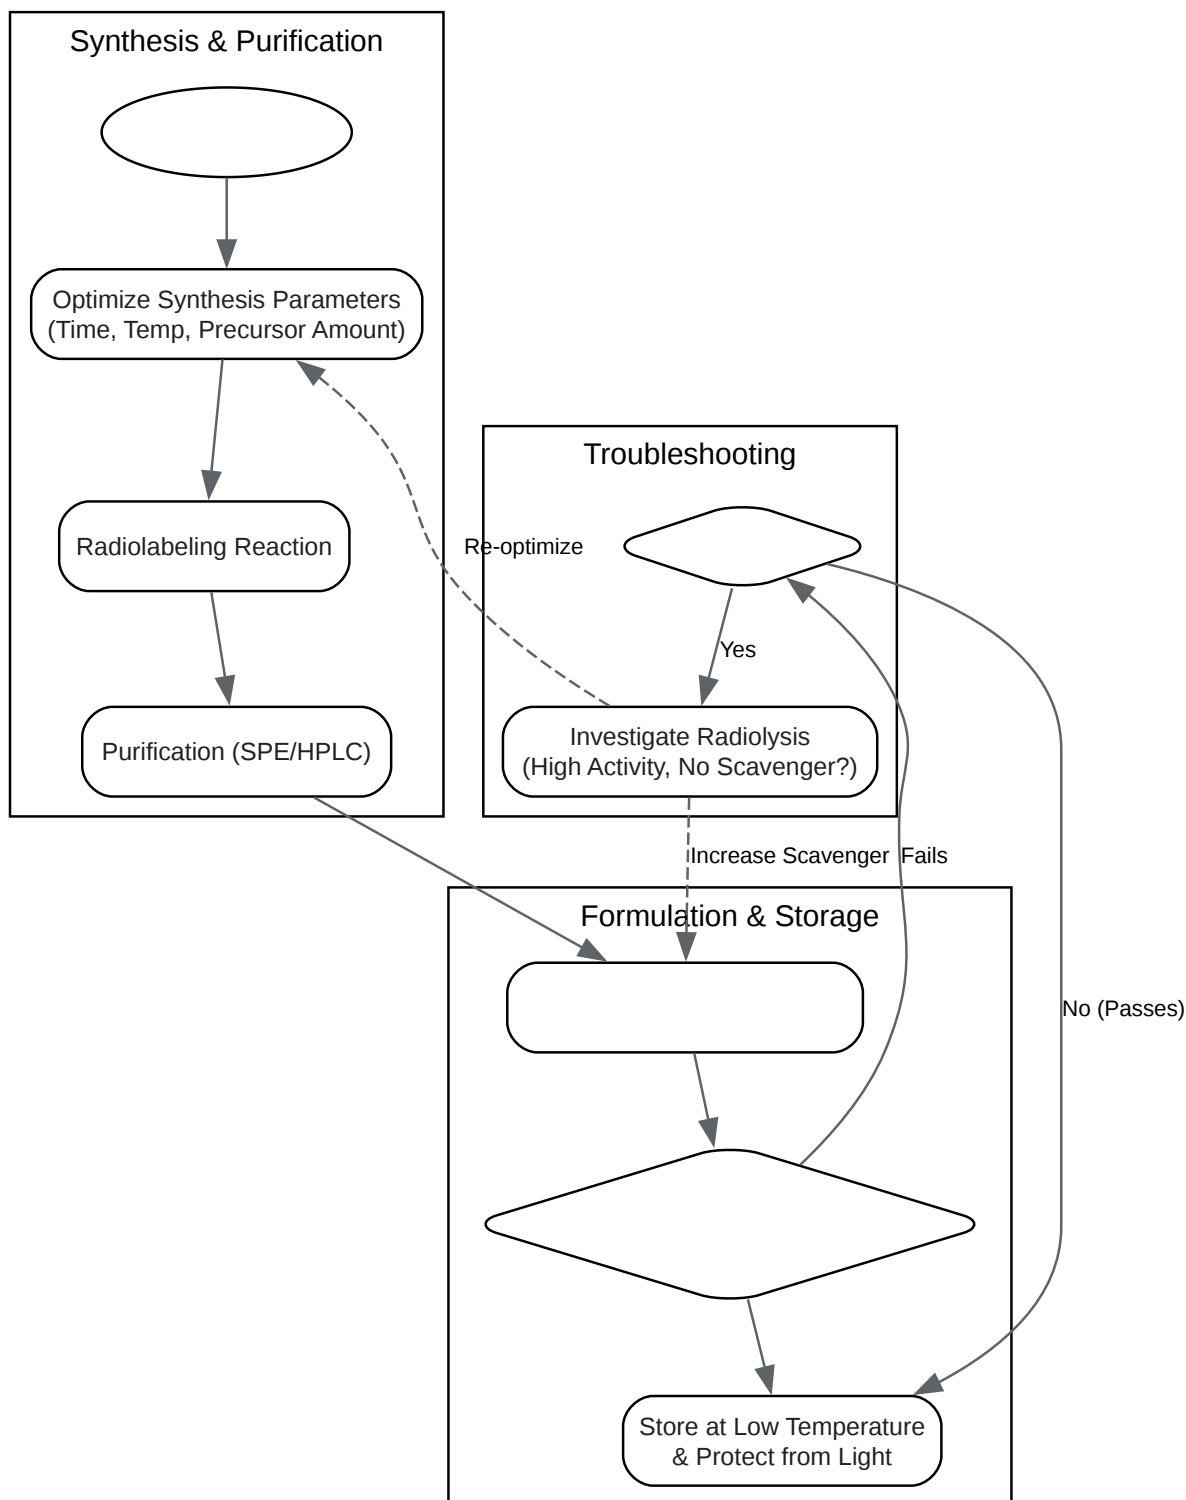 Synthesis & Purification
Optimize Synthesis Parameters
(Time, Temp, Precursor Amount)
Radiolabeling Reaction
Purification (SPE/HPLC)
Troubleshooting
Re-optimize
Yes
Investigate Radiolysis
(High Activity, No Scavenger?)
Increase Scavenger
Fails
Formulation & Storage
No (Passes)
Store at Low Temperature
& Protect from Light